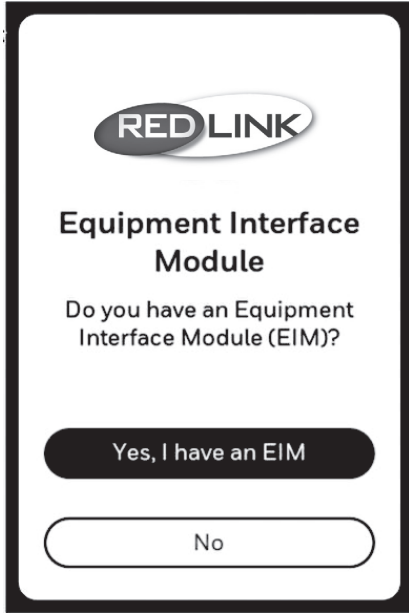 REDLINK
Equipment Interface
Module
Do you have an Equipment
Interface Module (EIM)?
Yes, I have an EIM
No